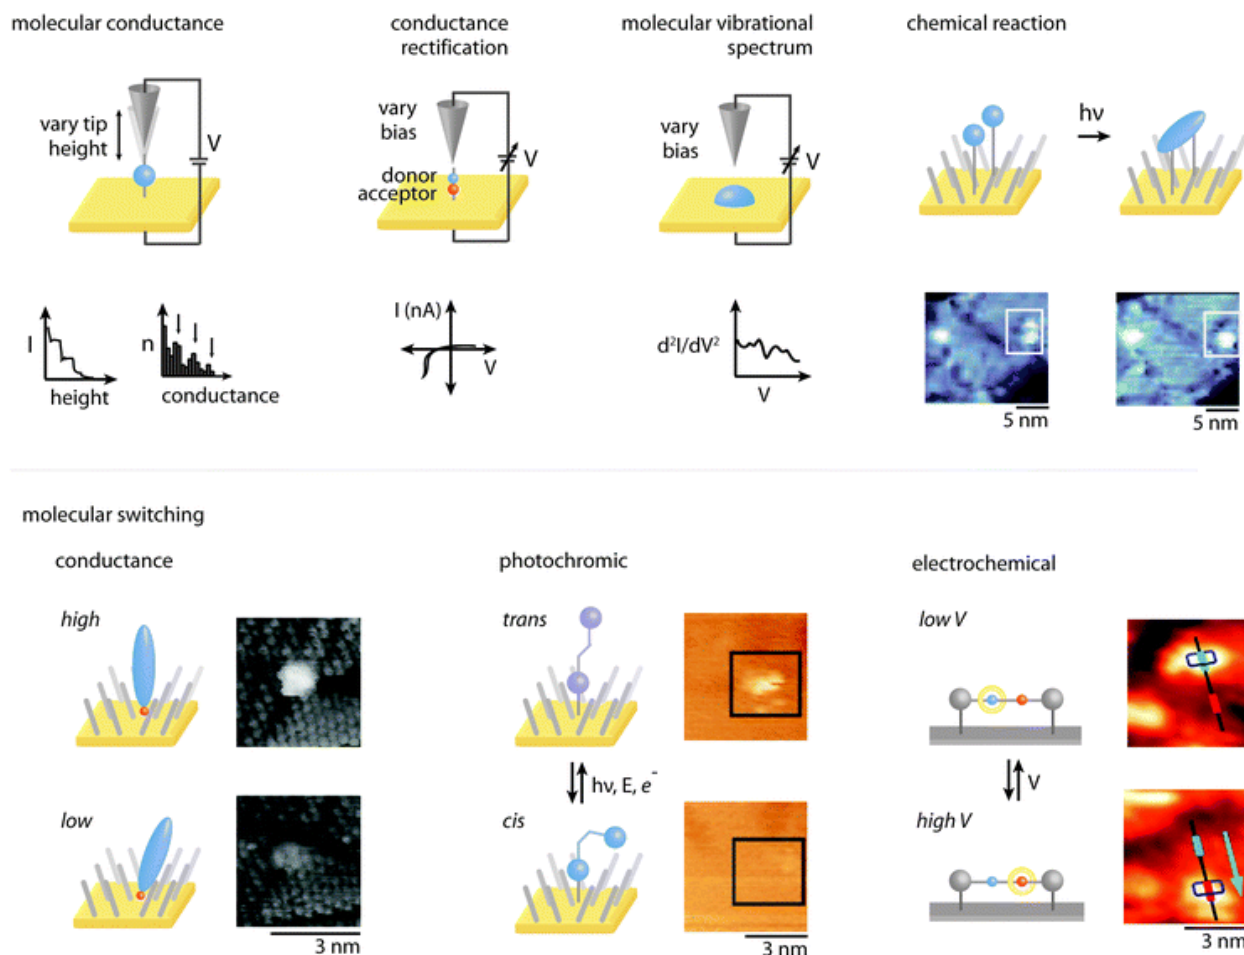 molecular conductance
conductance
rectification
molecular vibrational
spectrum
chemical reaction
vary tip
height
V
vary
bias
V
donor
acceptor
vary
bias
V
hν
I
height
n
conductance
I (nA)
V
d²I/dV²
V
5 nm
5 nm
molecular switching
conductance
photochromic
electrochemical
high
trans
low V
hν, E, e⁻
V
low
cis
high V
3 nm
3 nm
3 nm